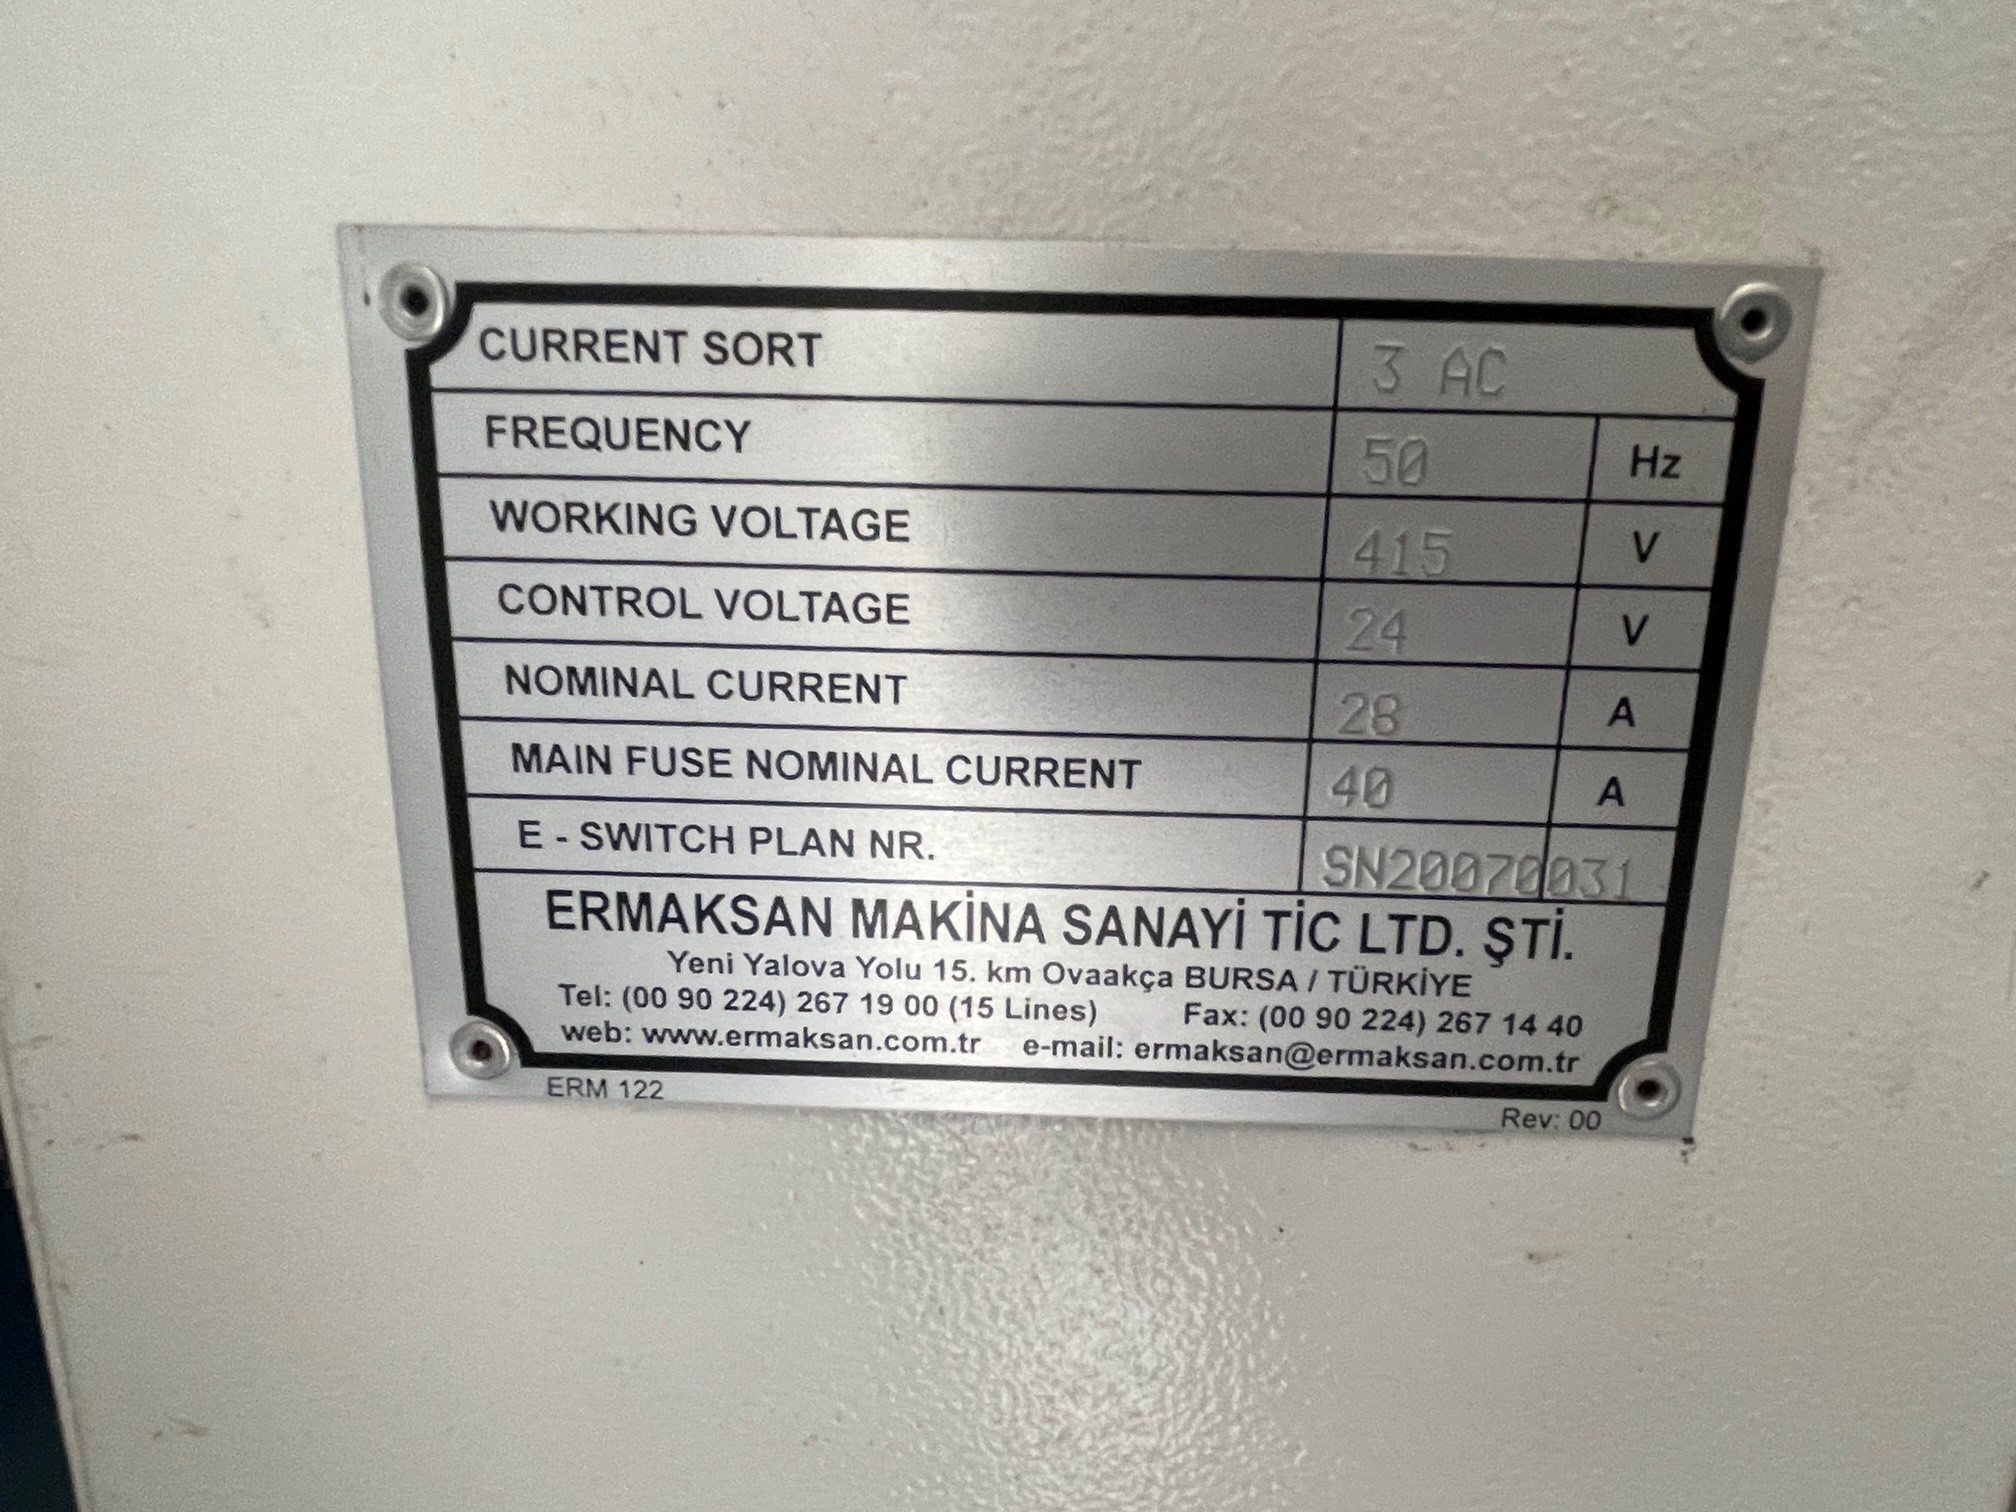 CURRENT SORT 3 AC
FREQUENCY 50 Hz
WORKING VOLTAGE 415 V
CONTROL VOLTAGE 24 V
NOMINAL CURRENT 28 A
MAIN FUSE NOMINAL CURRENT 40 A
E - SWITCH PLAN NR. SN20070031
ERMAKSAN MAKİNA SANAYİ TİC LTD. ŞTİ.
Yeni Yalova Yolu 15. km Ovaakça BURSA / TÜRKİYE
Tel: (00 90 224) 267 19 00 (15 Lines) Fax: (00 90 224) 267 14 40
web: www.ermaksan.com.tr e-mail: ermaksan@ermaksan.com.tr
ERM 122 Rev: 00